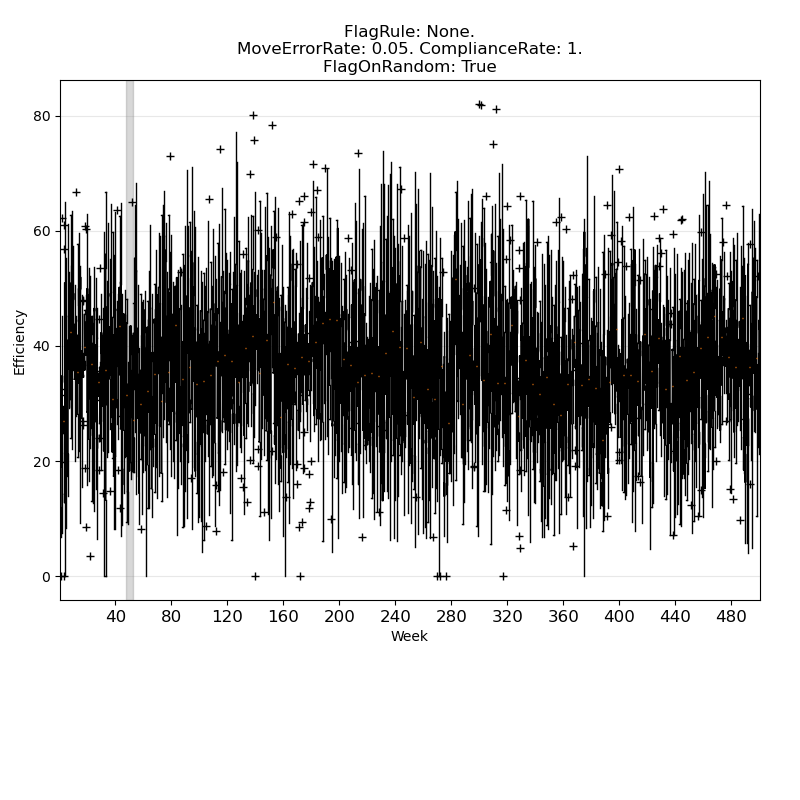 FlagRule: None.
MoveErrorRate: 0.05. ComplianceRate: 1.
FlagOnRandom: True
80
60
40
20
0
Efficiency
40 80 120 160 200 240 280 320 360 400 440 480
Week